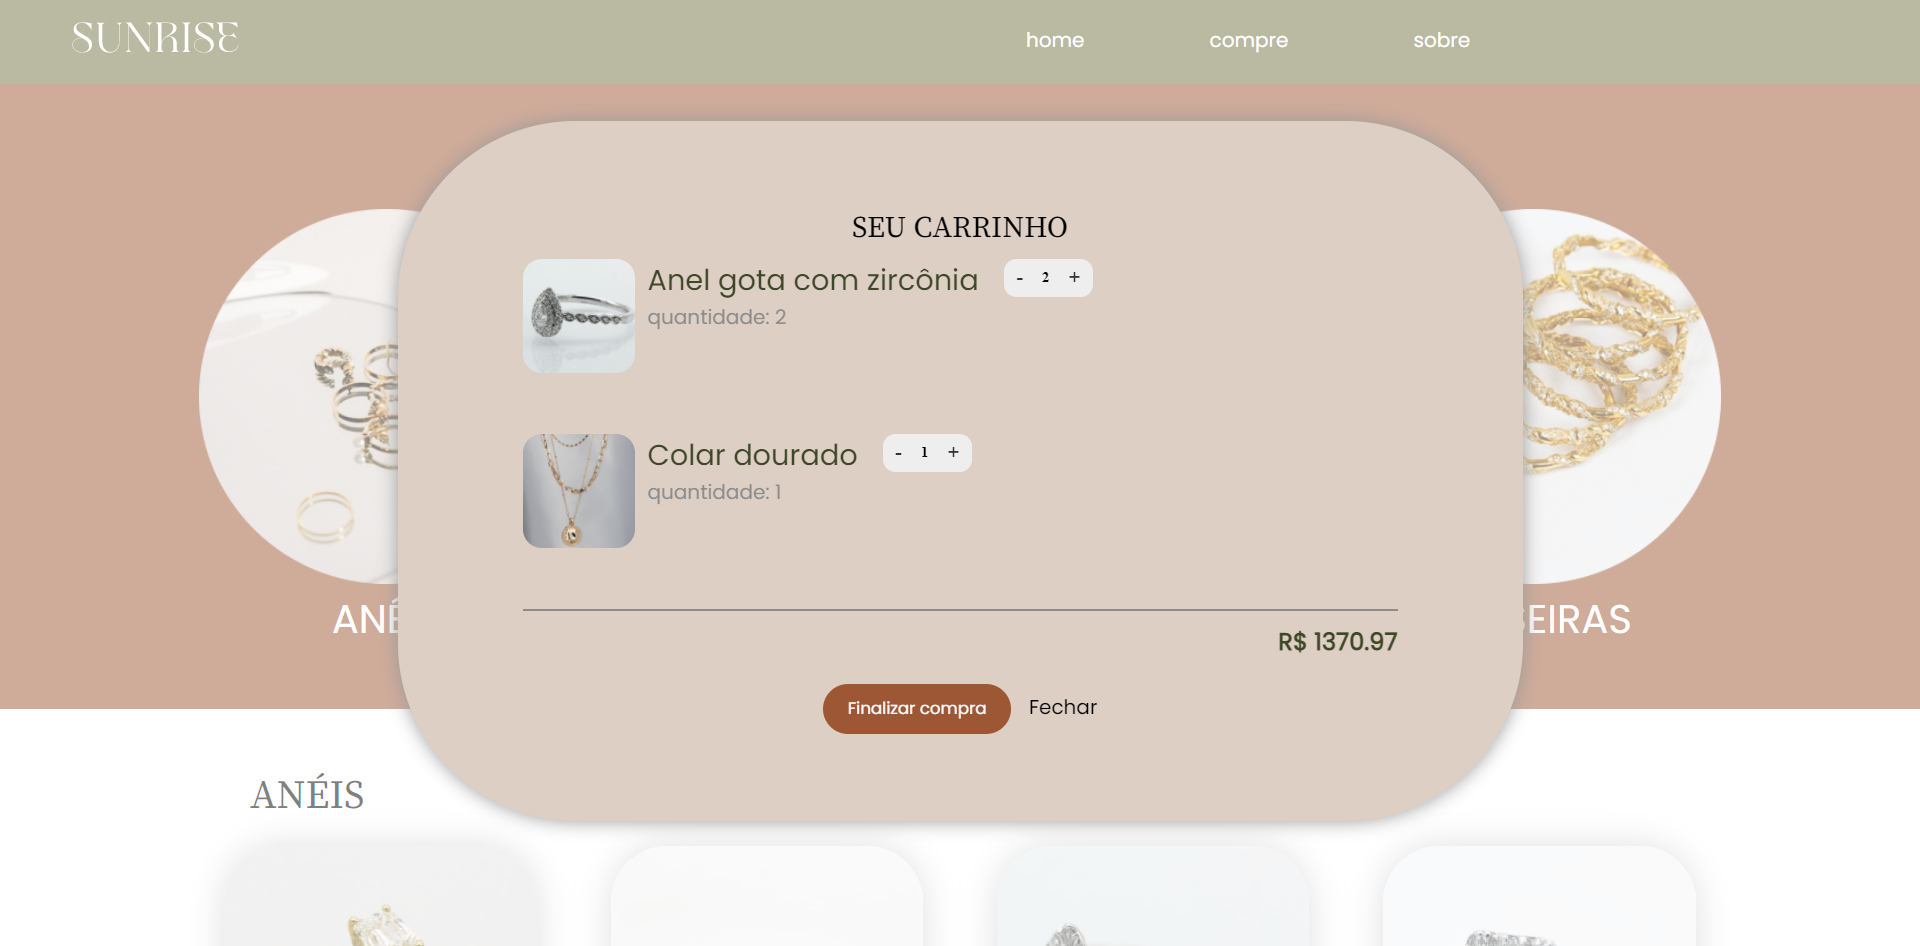 SUNRISE
home compre sobre
SEU CARRINHO
Anel gota com zircônia - 2 +
quantidade: 2
Colar dourado - 1 +
quantidade: 1
R$ 1370.97
Finalizar compra Fechar
ANÉ SEIRAS
ANÉIS